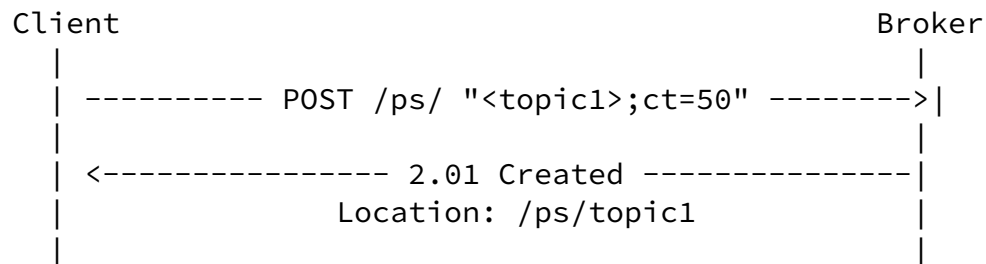 Client Broker
| |
| ---------- POST /ps/ "<topic1>;ct=50" -------->|
| |
| <---------------- 2.01 Created ---------------|
| Location: /ps/topic1 |
| |